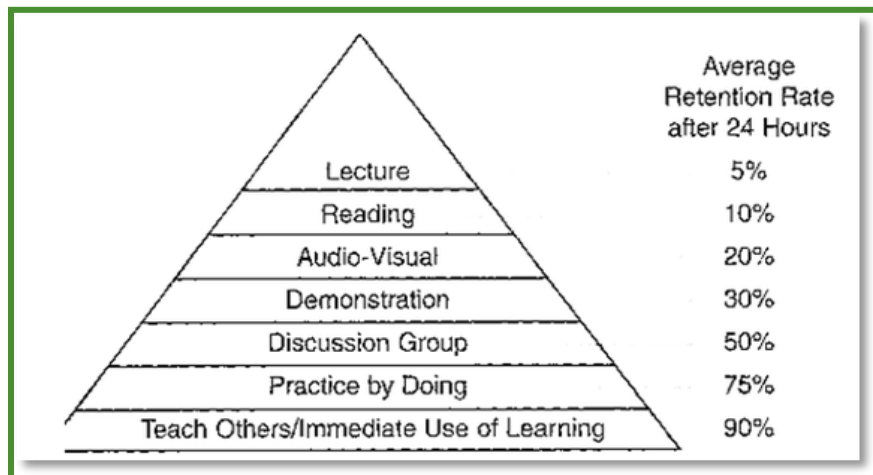 Average
Retention Rate
after 24 Hours
Lecture 5%
Reading 10%
Audio-Visual 20%
Demonstration 30%
Discussion Group 50%
Practice by Doing 75%
Teach Others/Immediate Use of Learning 90%